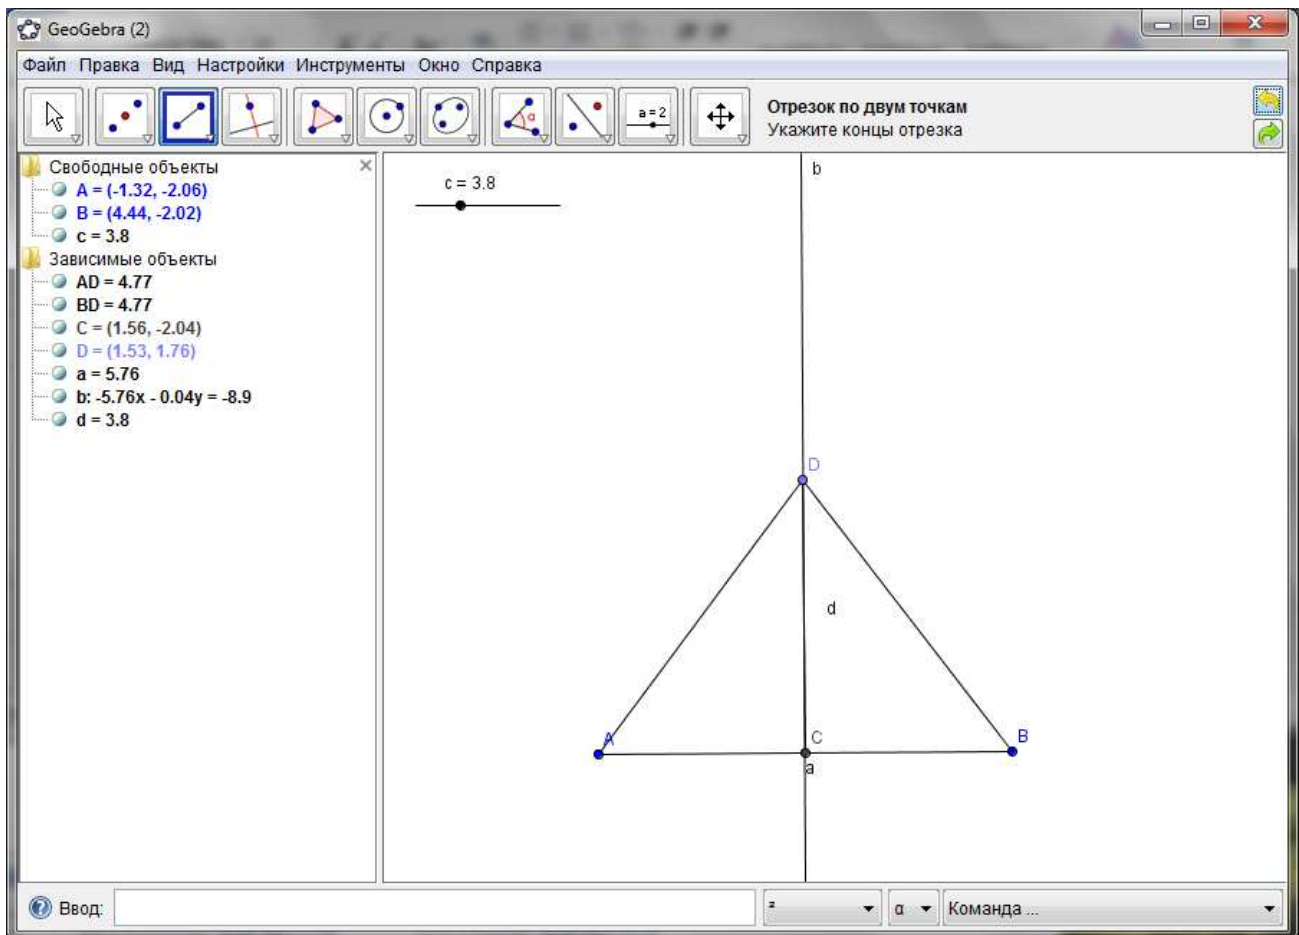 GeoGebra (2)
Файл Правка Вид Настройки Инструменты Окно Справка
a = 2
Отрезок по двум точкам
Укажите концы отрезка
Свободные объекты
A = (-1.32, -2.06)
B = (4.44, -2.02)
c = 3.8
Зависимые объекты
AD = 4.77
BD = 4.77
C = (1.56, -2.04)
D = (1.53, 1.76)
a = 5.76
b: -5.76x - 0.04y = -8.9
d = 3.8
c = 3.8
b
D
d
A
C
B
a
Ввод:
²
α
Команда ...